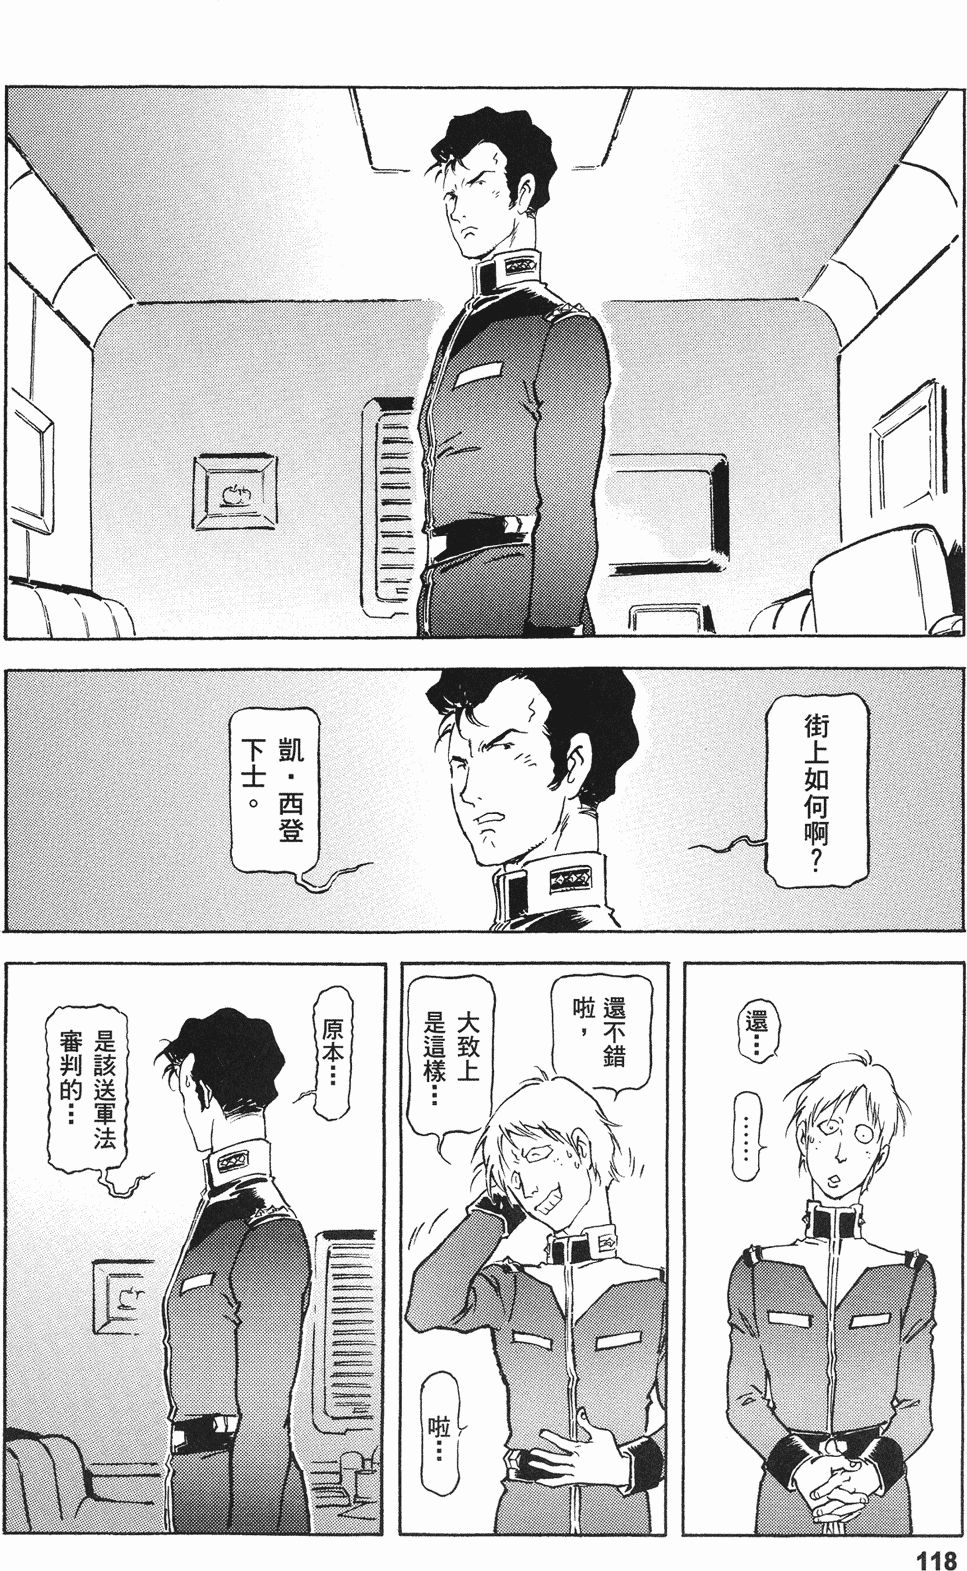 街上如何啊?
凱・西登
下士。
還…
……
還不錯
啦,
大致上
是這樣…
啦…
原本…
是該送軍法
審判的…
118